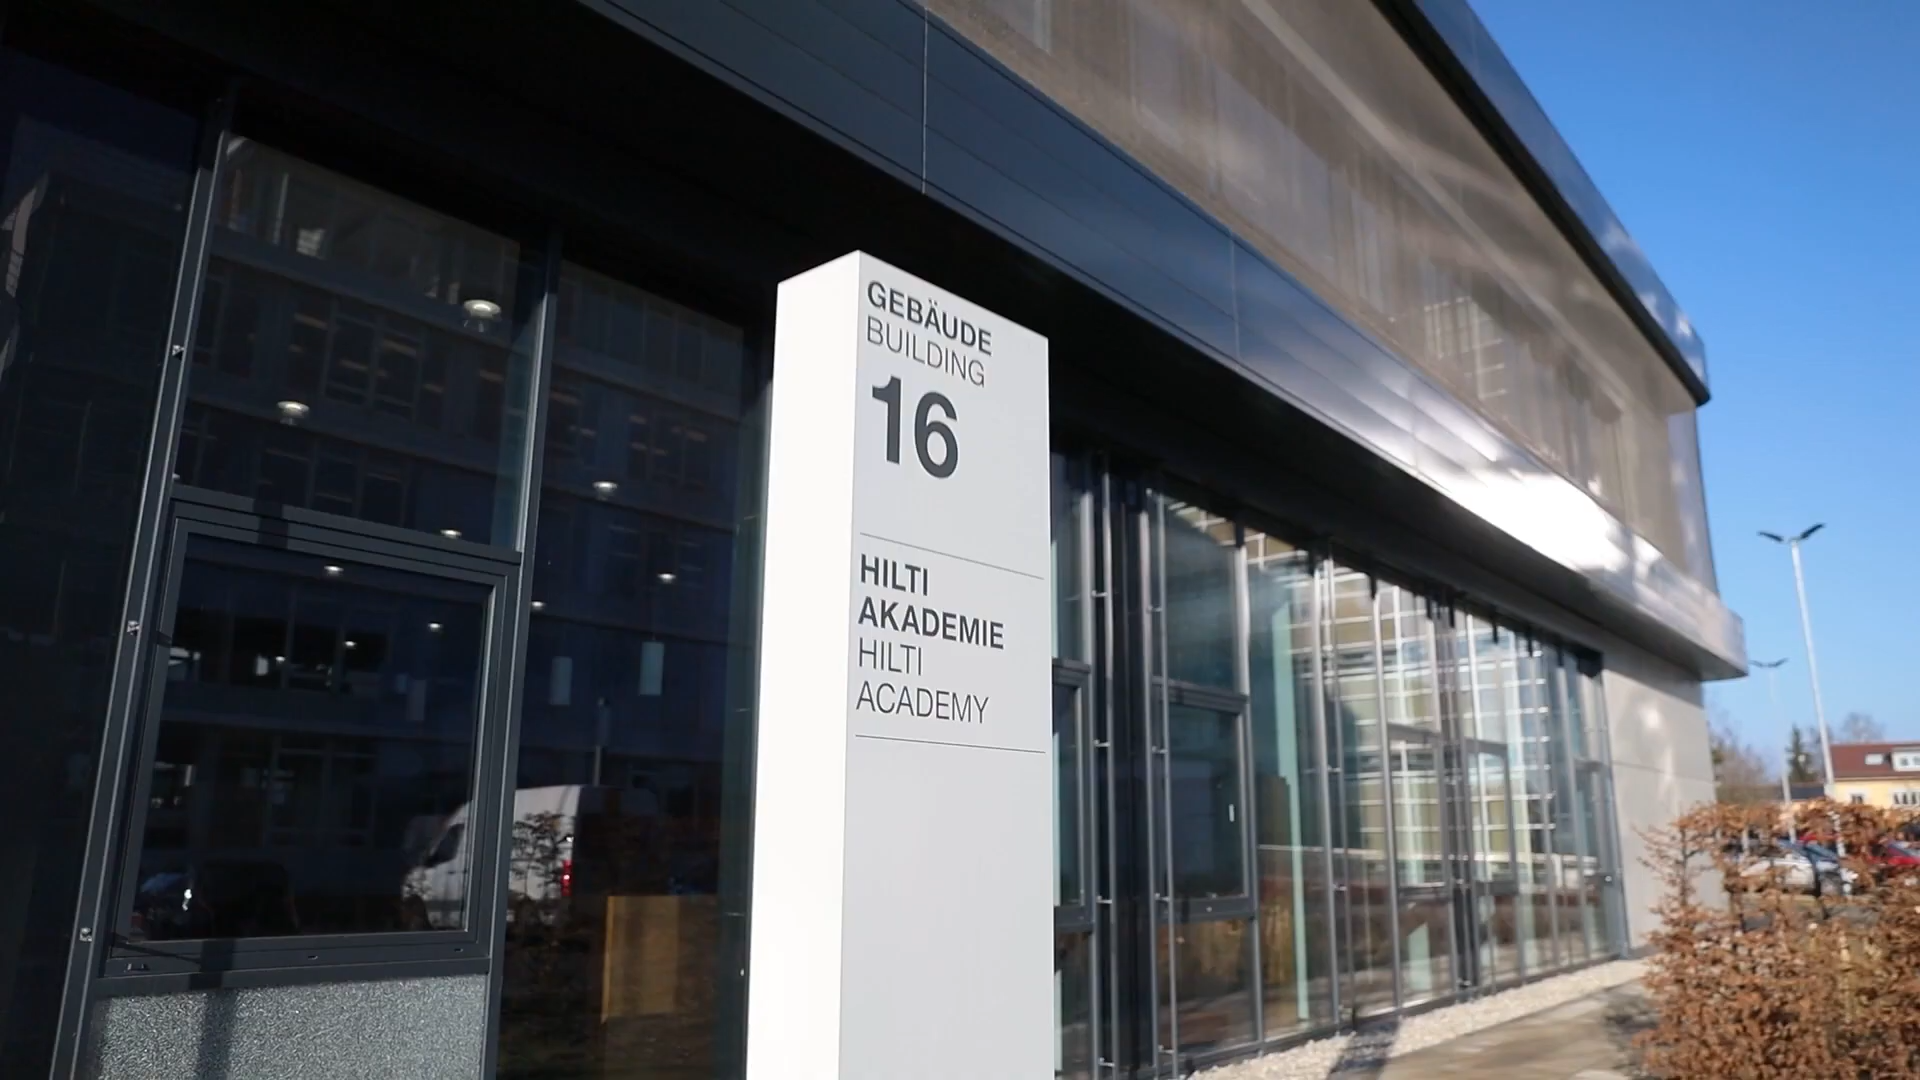 GEBÄUDE
BUILDING
16
HILTI
AKADEMIE
HILTI
ACADEMY